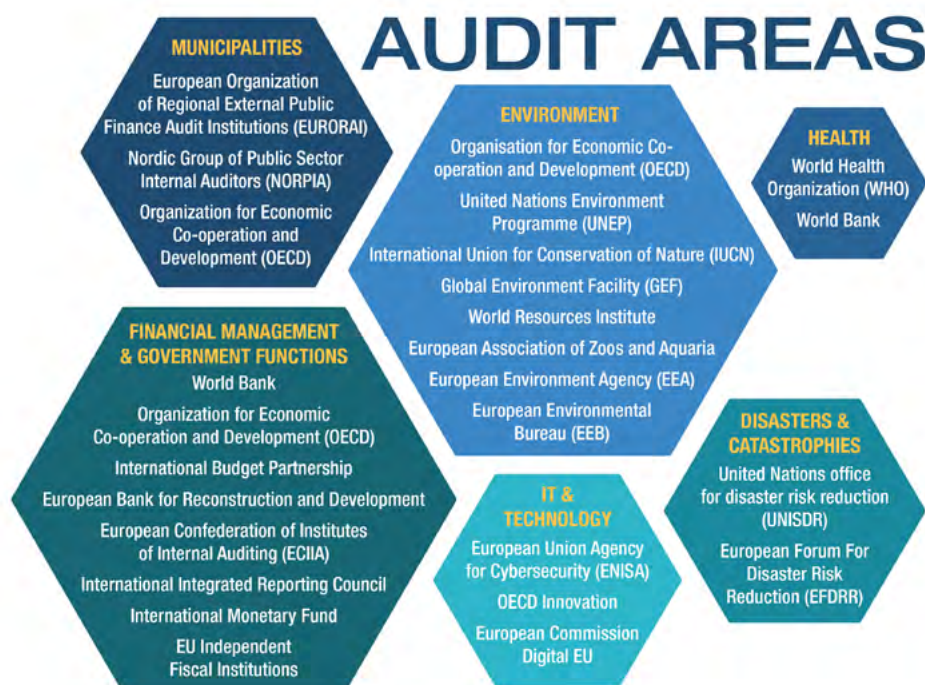 AUDIT AREAS
MUNICIPALITIES
European Organization
of Regional External Public
Finance Audit Institutions (EURORAI)
Nordic Group of Public Sector
Internal Auditors (NORPIA)
Organization for Economic
Co-operation and
Development (OECD)
ENVIRONMENT
Organisation for Economic Co-
operation and Development (OECD)
United Nations Environment
Programme (UNEP)
International Union for Conservation of Nature (IUCN)
Global Environment Facility (GEF)
World Resources Institute
European Association of Zoos and Aquaria
European Environment Agency (EEA)
European Environmental
Bureau (EEB)
HEALTH
World Health
Organization (WHO)
World Bank
FINANCIAL MANAGEMENT
& GOVERNMENT FUNCTIONS
World Bank
Organization for Economic
Co-operation and Development (OECD)
International Budget Partnership
European Bank for Reconstruction and Development
European Confederation of Institutes
of Internal Auditing (ECIIA)
International Integrated Reporting Council
International Monetary Fund
EU Independent
Fiscal Institutions
IT &
TECHNOLOGY
European Union Agency
for Cybersecurity (ENISA)
OECD Innovation
European Commission
Digital EU
DISASTERS &
CATASTROPHIES
United Nations office
for disaster risk reduction
(UNISDR)
European Forum For
Disaster Risk
Reduction (EFDRR)